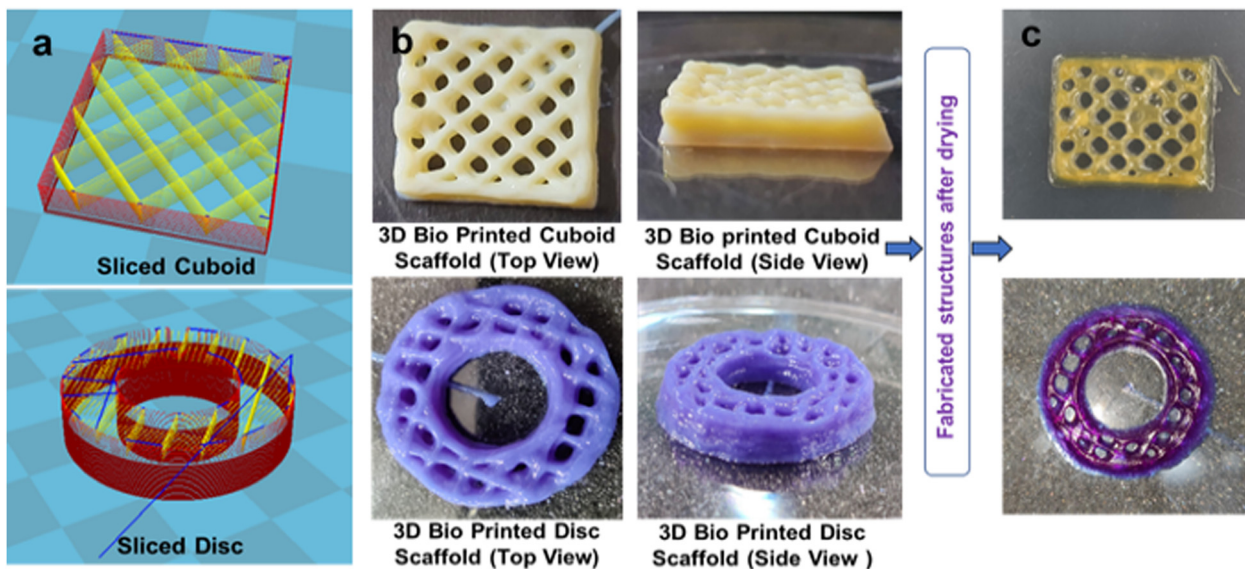 a
Sliced Cuboid
Sliced Disc
b
3D Bio Printed Cuboid
Scaffold (Top View)
3D Bio printed Cuboid
Scaffold (Side View)
3D Bio Printed Disc
Scaffold (Top View)
3D Bio Printed Disc
Scaffold (Side View )
Fabricated structures after drying
c